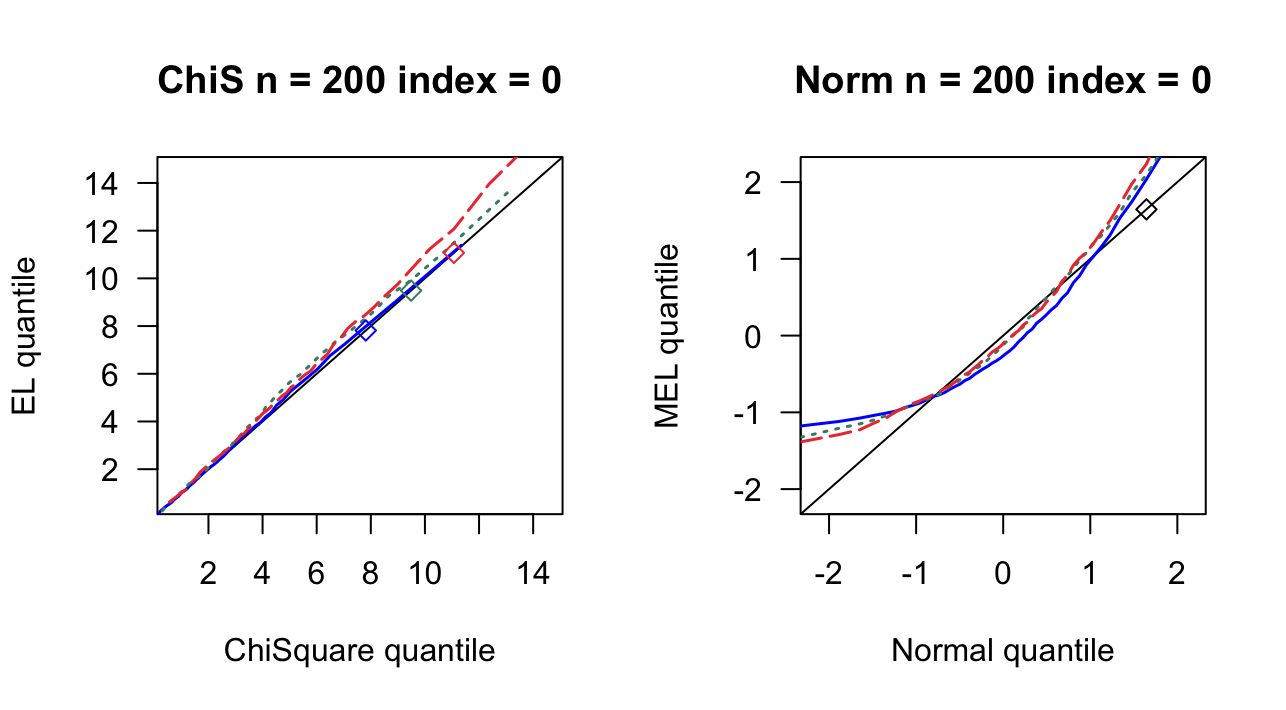 ChiS n = 200 index = 0
EL quantile
14
12
10
8
6
4
2
2 4 6 8 10 14
ChiSquare quantile
Norm n = 200 index = 0
MEL quantile
2
1
0
-1
-2
-2 -1 0 1 2
Normal quantile